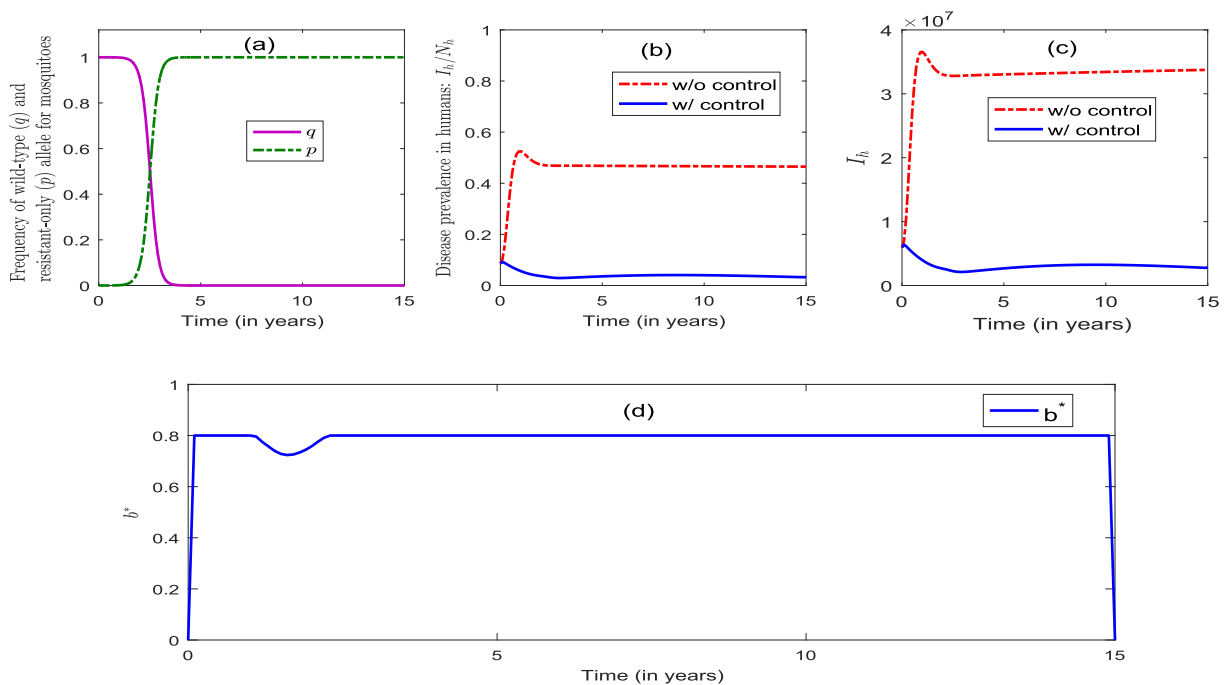 Frequency of wild-type (q) and
resistant-only (p) allele for mosquitoes
(a)
1
0.8
0.6
0.4
0.2
0
q
p
0 5 10 15
Time (in years)
Disease prevalence in humans: I_h/N_h
(b)
1
0.8
0.6
0.4
0.2
0
w/o control
w/ control
0 5 10 15
Time (in years)
I_h
× 10^7
(c)
4
3
2
1
0
w/o control
w/ control
0 5 10 15
Time (in years)
b*
(d)
1
0.8
0.6
0.4
0.2
0
b*
0 5 10 15
Time (in years)